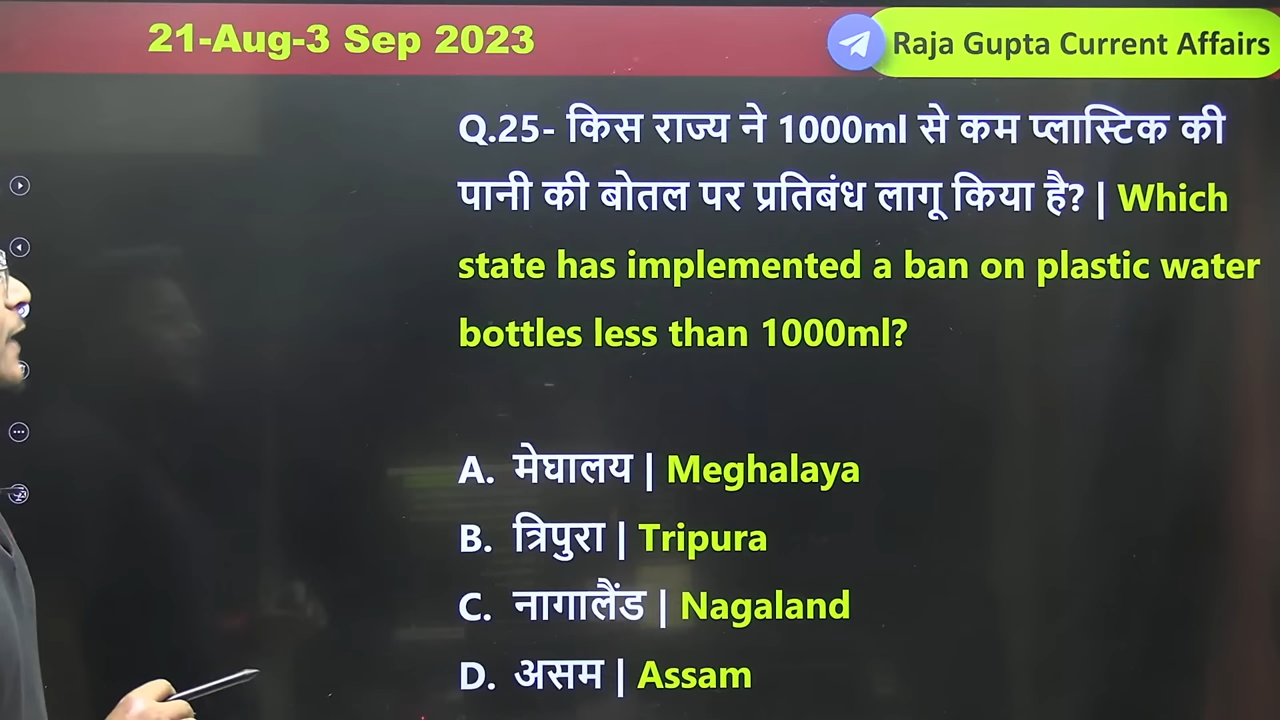 21-Aug-3 Sep 2023
Raja Gupta Current Affairs
Q.25- किस राज्य ने 1000ml से कम प्लास्टिक की
पानी की बोतल पर प्रतिबंध लागू किया है? | Which
state has implemented a ban on plastic water
bottles less than 1000ml?
A. मेघालय | Meghalaya
B. त्रिपुरा | Tripura
C. नागालैंड | Nagaland
D. असम | Assam